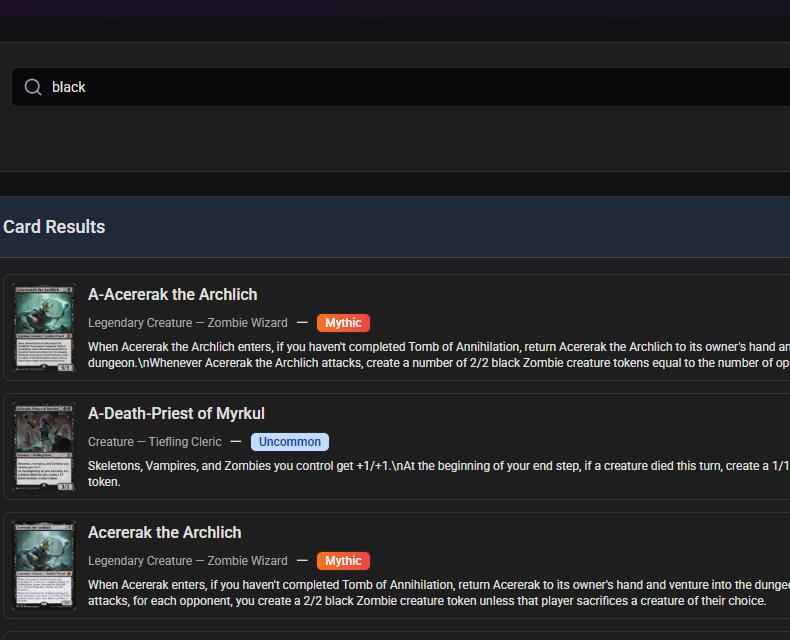 black
Card Results
A-Acererak the Archlich
Legendary Creature — Zombie Wizard — Mythic
When Acererak the Archlich enters, if you haven't completed Tomb of Annihilation, return Acererak the Archlich to its owner's hand an
dungeon.\nWhenever Acererak the Archlich attacks, create a number of 2/2 black Zombie creature tokens equal to the number of op
A-Death-Priest of Myrkul
Creature — Tiefling Cleric — Uncommon
Skeletons, Vampires, and Zombies you control get +1/+1.\nAt the beginning of your end step, if a creature died this turn, create a 1/1
token.
Acererak the Archlich
Legendary Creature — Zombie Wizard — Mythic
When Acererak enters, if you haven't completed Tomb of Annihilation, return Acererak to its owner's hand and venture into the dunge
attacks, for each opponent, you create a 2/2 black Zombie creature token unless that player sacrifices a creature of their choice.